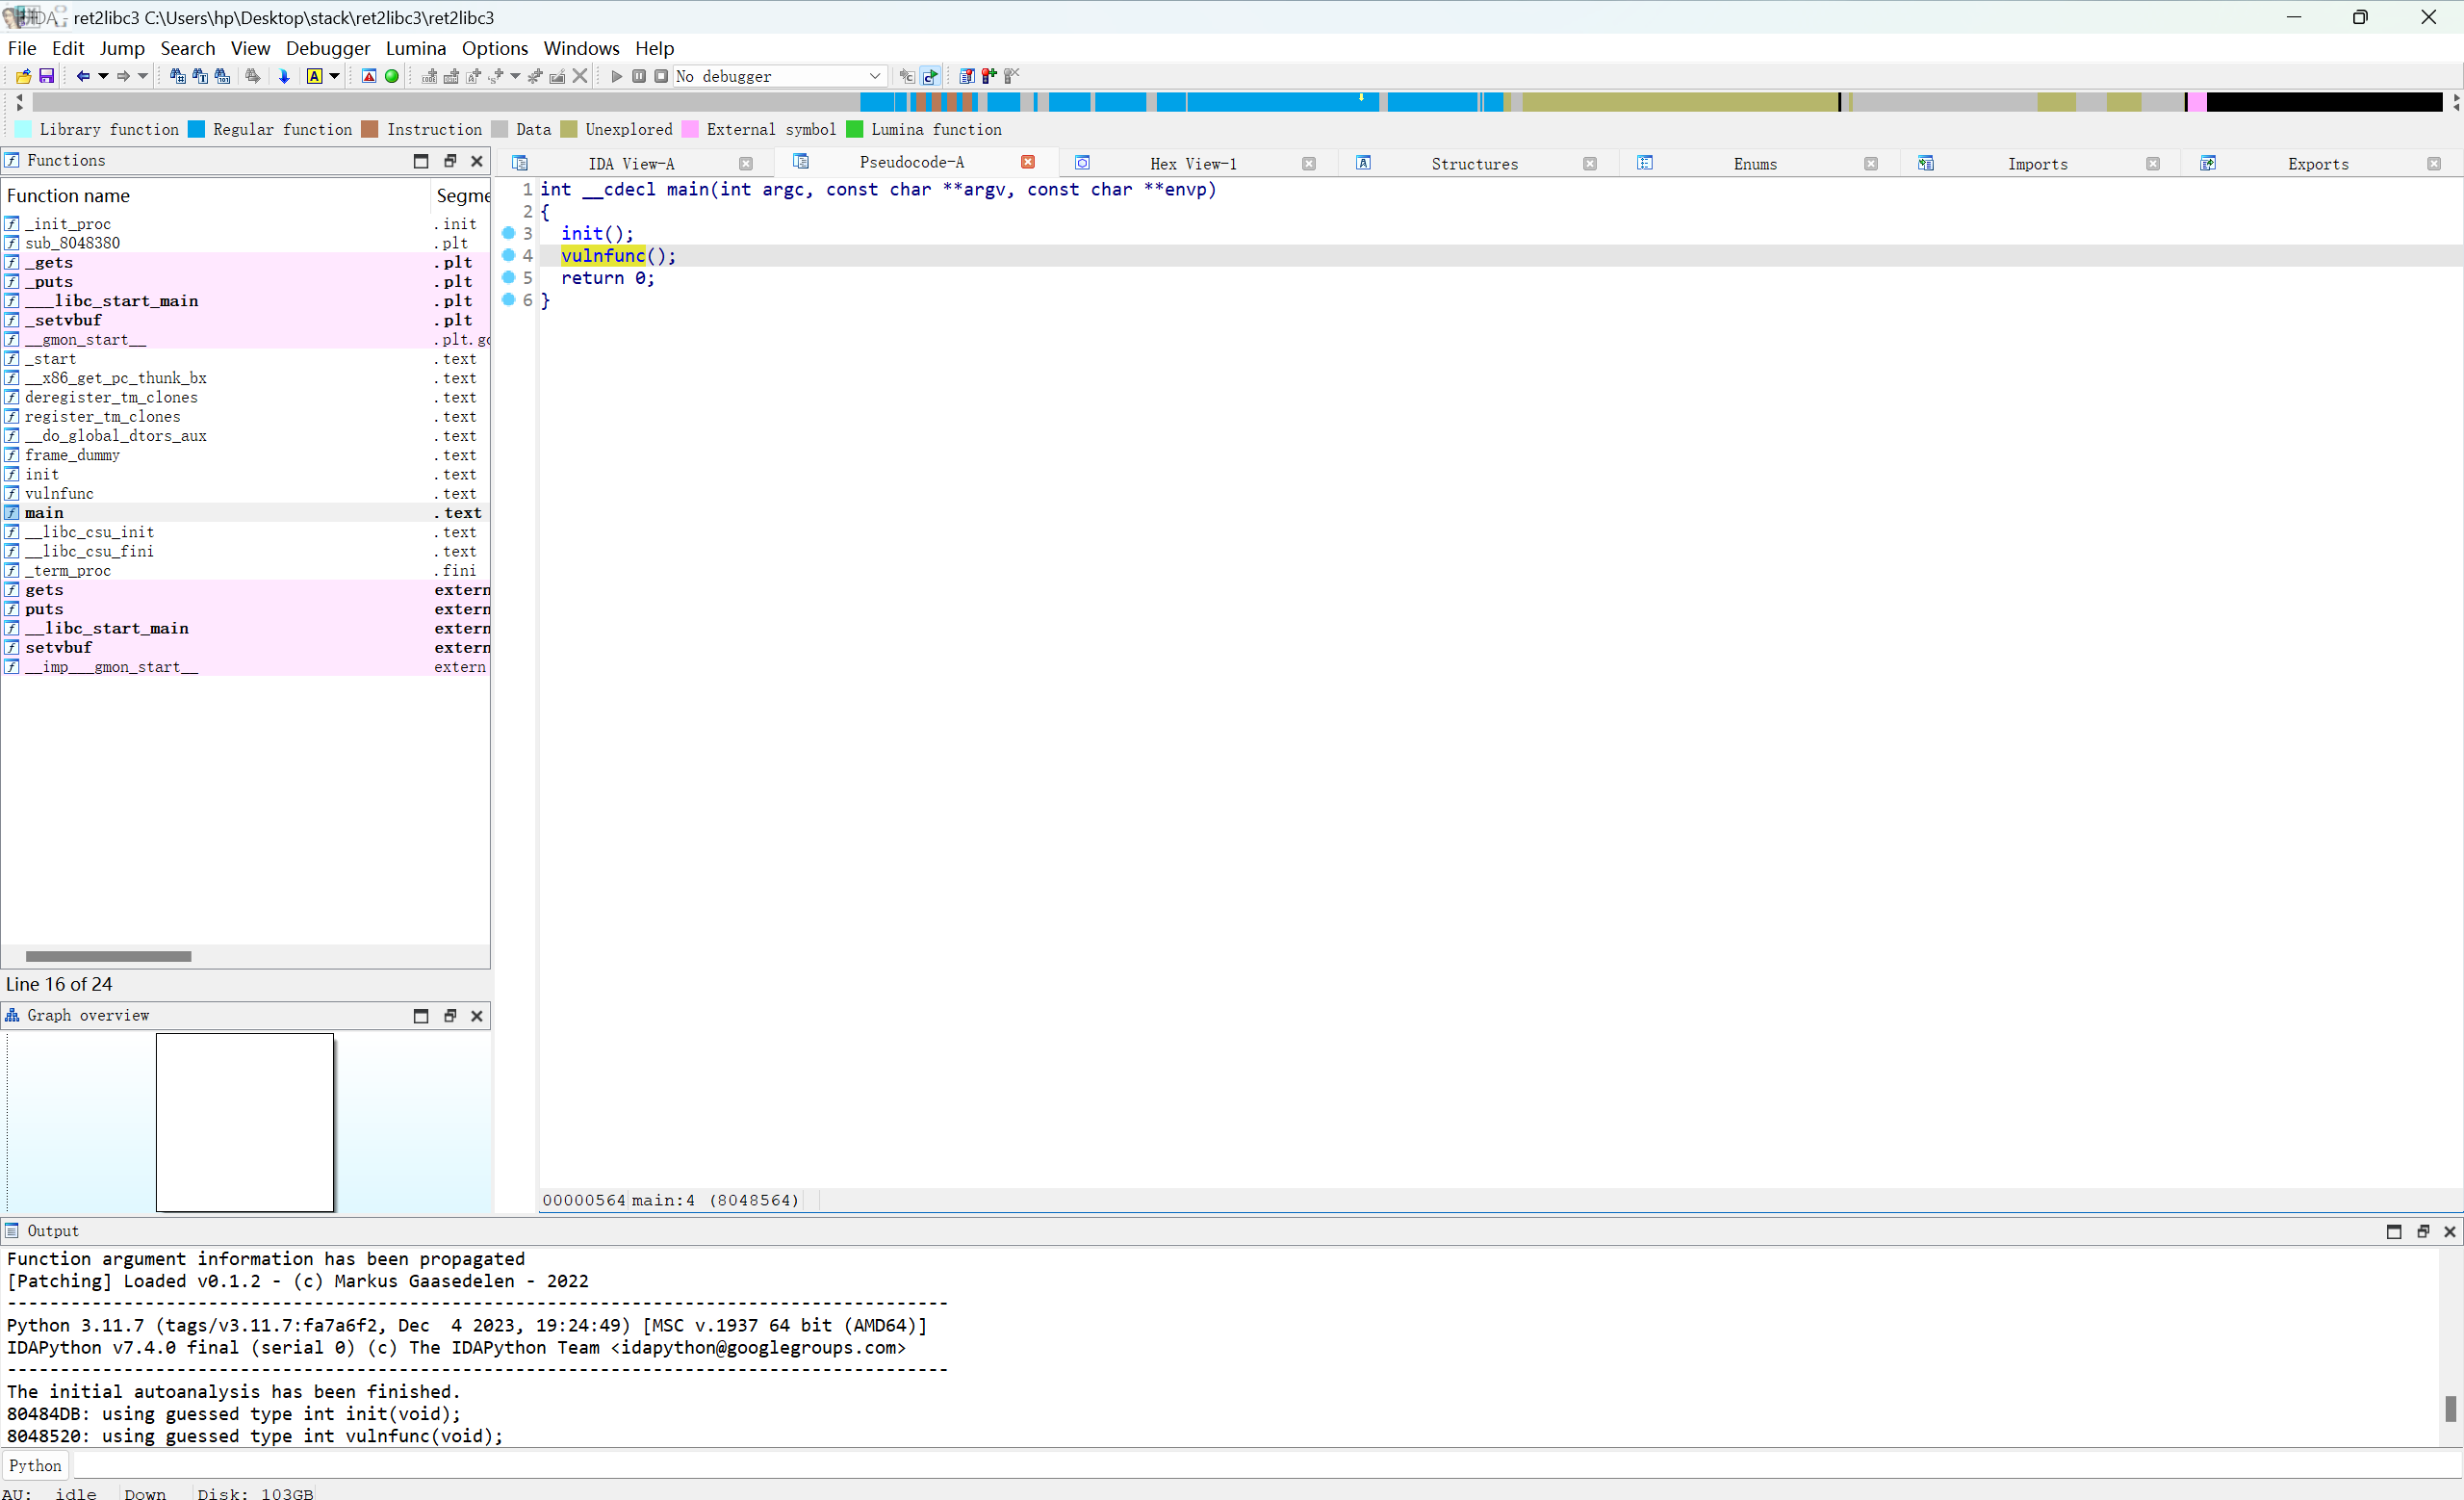 IDA - ret2libc3 C:\Users\hp\Desktop\stack\ret2libc3\ret2libc3
File Edit Jump Search View Debugger Lumina Options Windows Help
No debugger
Library function Regular function Instruction Data Unexplored External symbol Lumina function
Functions
Function name Segme
_init_proc .init
sub_8048380 .plt
_gets .plt
_puts .plt
___libc_start_main .plt
_setvbuf .plt
__gmon_start__ .plt.go
_start .text
__x86_get_pc_thunk_bx .text
deregister_tm_clones .text
register_tm_clones .text
__do_global_dtors_aux .text
frame_dummy .text
init .text
vulnfunc .text
main .text
__libc_csu_init .text
__libc_csu_fini .text
_term_proc .fini
gets extern
puts extern
__libc_start_main extern
setvbuf extern
__imp___gmon_start__ extern
Line 16 of 24
Graph overview
IDA View-A Pseudocode-A Hex View-1 Structures Enums Imports Exports
1 int __cdecl main(int argc, const char **argv, const char **envp)
2 {
3 init();
4 vulnfunc();
5 return 0;
6 }
00000564 main:4 (8048564)
Output
Function argument information has been propagated
[Patching] Loaded v0.1.2 - (c) Markus Gaasedelen - 2022
-----------------------------------------------------------------------------------------
Python 3.11.7 (tags/v3.11.7:fa7a6f2, Dec  4 2023, 19:24:49) [MSC v.1937 64 bit (AMD64)]
IDAPython v7.4.0 final (serial 0) (c) The IDAPython Team <idapython@googlegroups.com>
-----------------------------------------------------------------------------------------
The initial autoanalysis has been finished.
80484DB: using guessed type int init(void);
8048520: using guessed type int vulnfunc(void);
Python
AU: idle Down Disk: 103GB